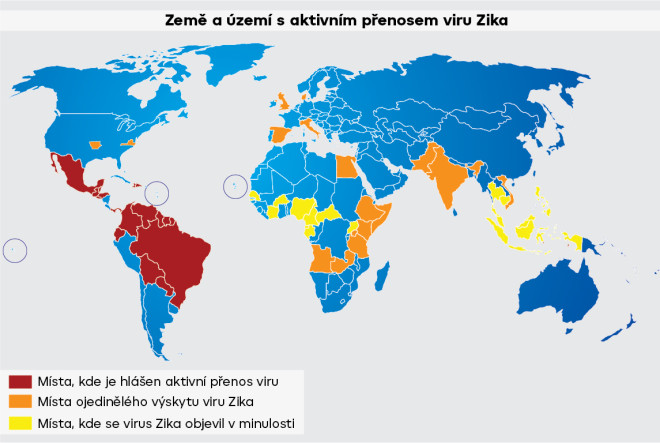 Země a území s aktivním přenosem viru Zika
Místa, kde je hlášen aktivní přenos viru
Místa ojedinělého výskytu viru Zika
Místa, kde se virus Zika objevil v minulosti